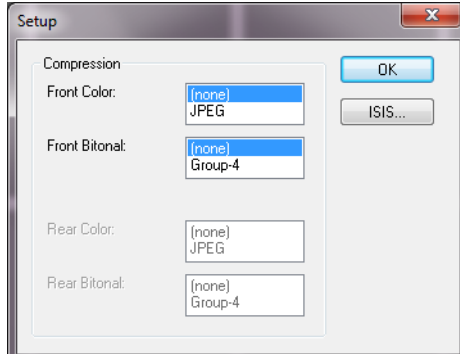 Setup
Compression
OK
Front Color:
(none)
JPEG
ISIS...
Front Bitonal:
(none)
Group-4
Rear Color:
(none)
JPEG
Rear Bitonal:
(none)
Group-4